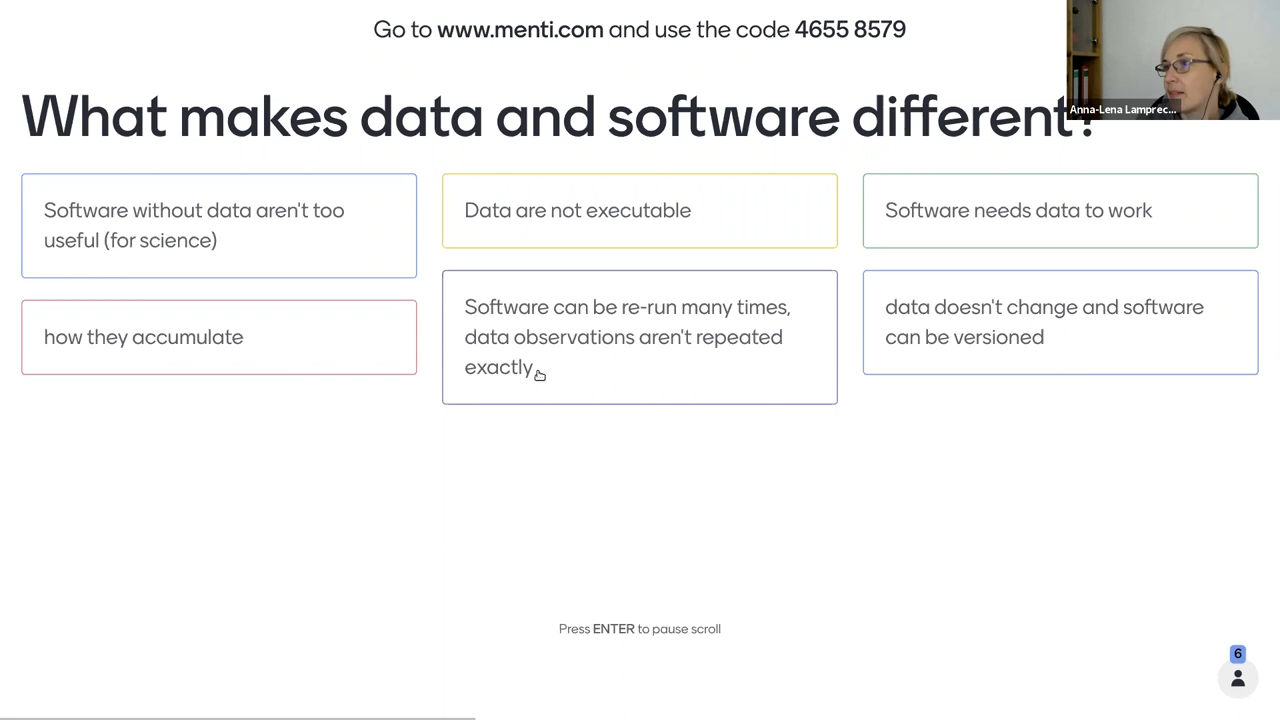 Go to www.menti.com and use the code 4655 8579
What makes data and software different?
Anna-Lena Lamprec...
Software without data aren't too
useful (for science)
Data are not executable
Software needs data to work
how they accumulate
Software can be re-run many times,
data observations aren't repeated
exactly
data doesn't change and software
can be versioned
Press ENTER to pause scroll
6